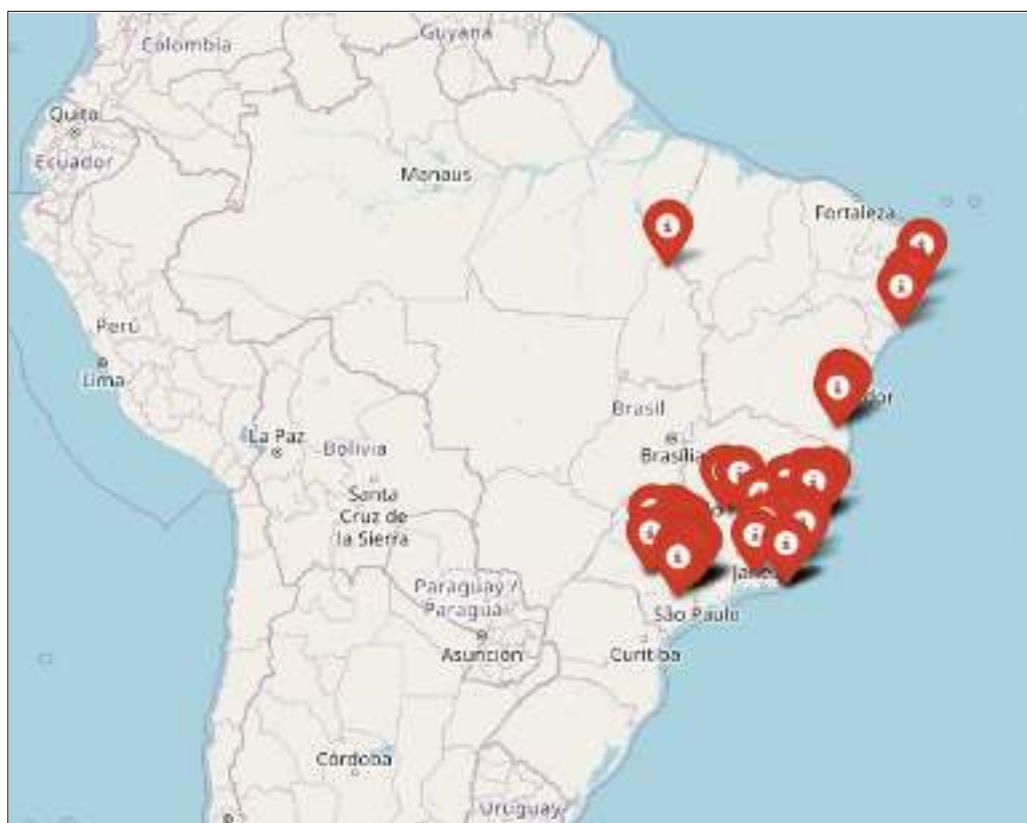 Colombia
Guyana
Quito
Ecuador
Manaus
Fortaleza
Perú
Lima
Brasil
dor
La Paz
Bolivia
Brasília
Santa
Cruz de
la Sierra
Paraguay /
Paraguá
São Paulo
Asunción
Curitiba
Córdoba
Uruguay